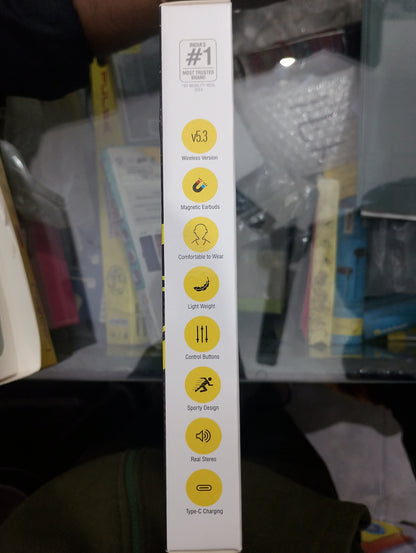 INDIA'S
#1
MOST TRUSTED
BRAND
v5.3
Wireless Version
Magnetic Earbuds
Comfortable to Wear
Light Weight
Control Buttons
Sporty Design
Real Stereo
Type-C Charging